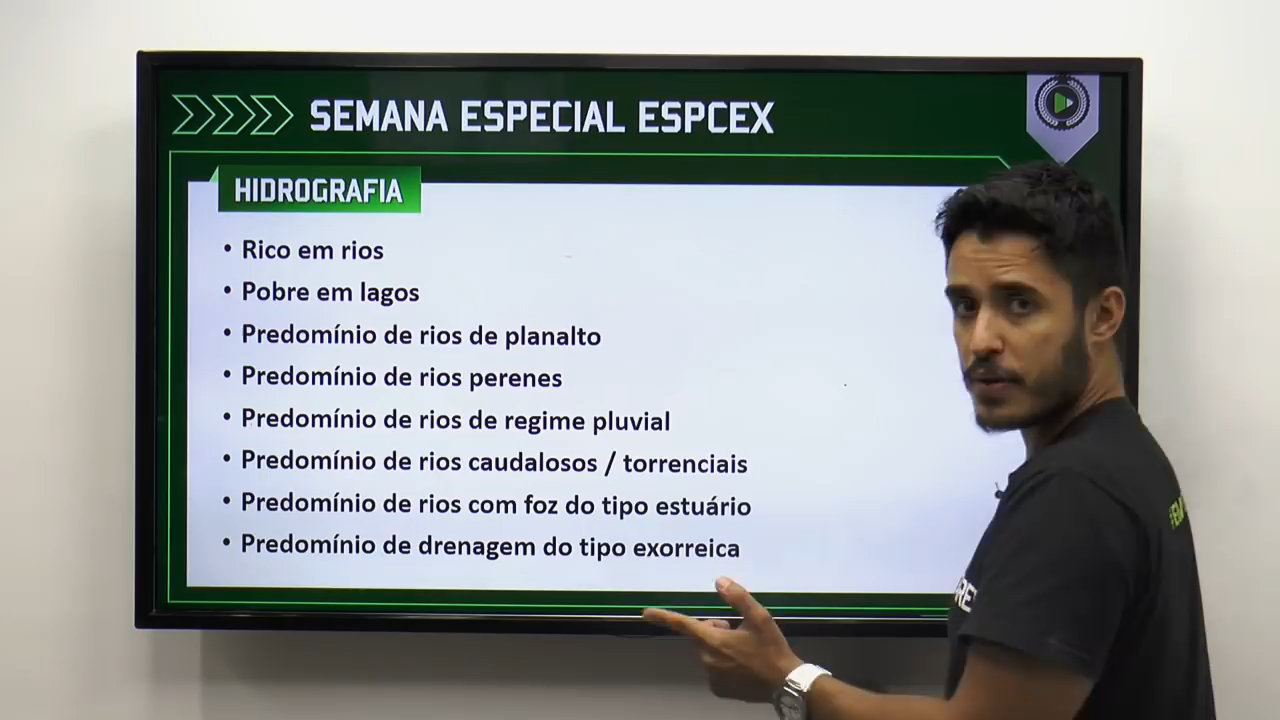 SEMANA ESPECIAL ESPCEX
HIDROGRAFIA
• Rico em rios
• Pobre em lagos
• Predomínio de rios de planalto
• Predomínio de rios perenes
• Predomínio de rios de regime pluvial
• Predomínio de rios caudalosos / torrenciais
• Predomínio de rios com foz do tipo estuário
• Predomínio de drenagem do tipo exorreica